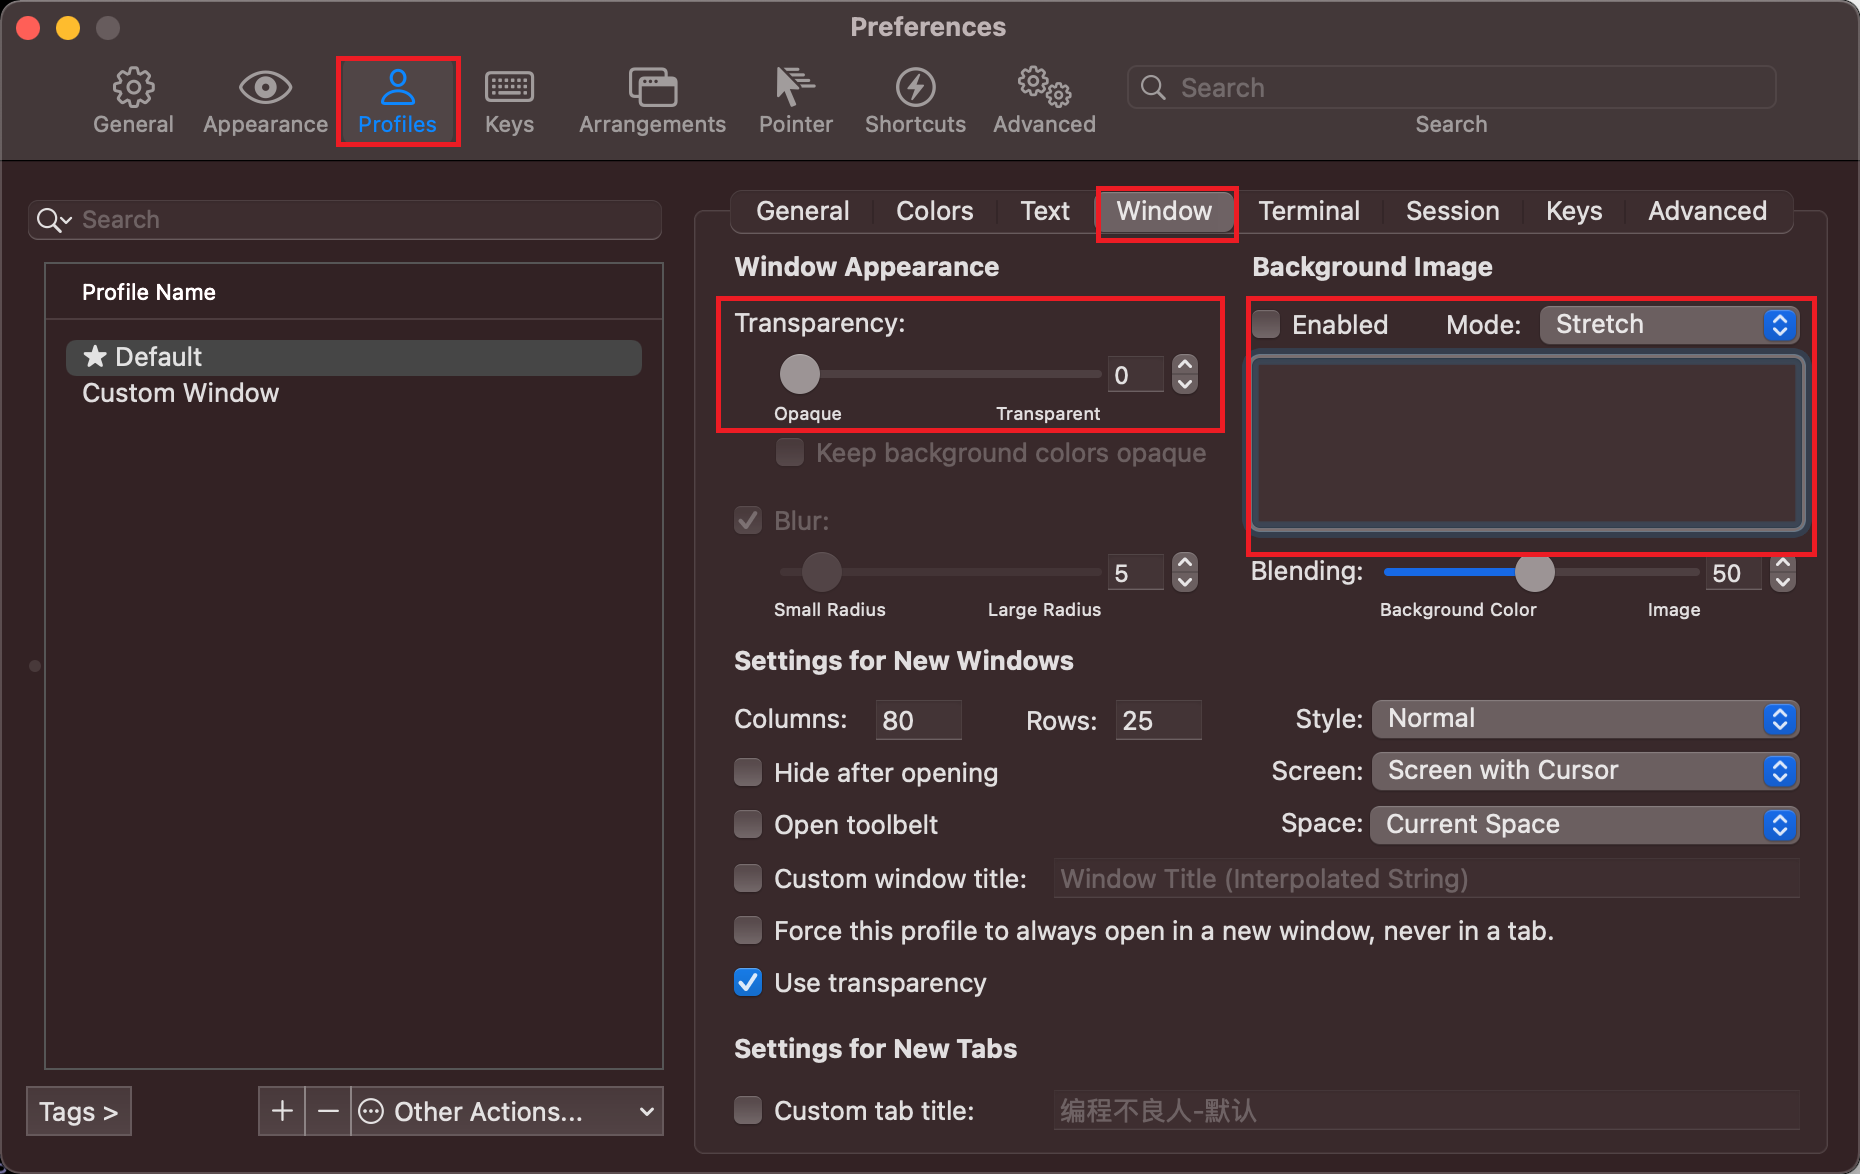 Preferences
General
Appearance
Profiles
Keys
Arrangements
Pointer
Shortcuts
Advanced
Search
Search
Search
Profile Name
★ Default
Custom Window
Tags >
+
−
Other Actions...
General
Colors
Text
Window
Terminal
Session
Keys
Advanced
Window Appearance
Transparency:
0
Opaque
Transparent
Keep background colors opaque
Blur:
5
Small Radius
Large Radius
Background Image
Enabled
Mode:
Stretch
Blending:
50
Background Color
Image
Settings for New Windows
Columns:
80
Rows:
25
Style:
Normal
Hide after opening
Screen:
Screen with Cursor
Open toolbelt
Space:
Current Space
Custom window title:
Window Title (Interpolated String)
Force this profile to always open in a new window, never in a tab.
Use transparency
Settings for New Tabs
Custom tab title:
编程不良人-默认